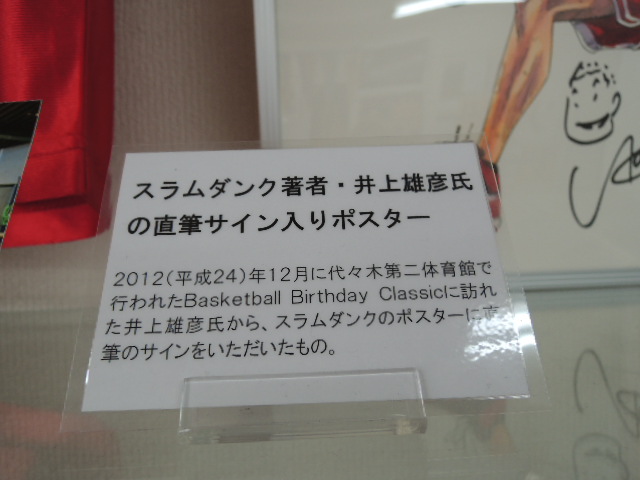 スラムダンク著者・井上雄彦氏
の直筆サイン入りポスター
2012(平成24)年12月に代々木第二体育館で
行われたBasketball Birthday Classicに訪れ
た井上雄彦氏から、スラムダンクのポスターに直
筆のサインをいただいたもの。